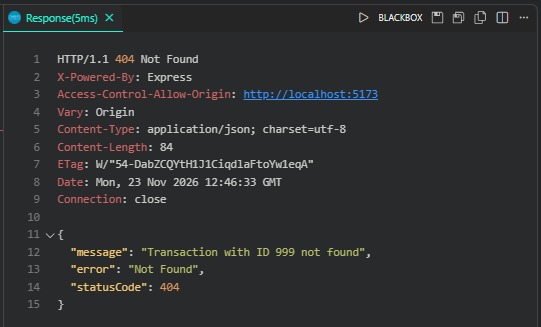 Response(5ms) × BLACKBOX ...
1 HTTP/1.1 404 Not Found
2 X-Powered-By: Express
3 Access-Control-Allow-Origin: http://localhost:5173
4 Vary: Origin
5 Content-Type: application/json; charset=utf-8
6 Content-Length: 84
7 ETag: W/"54-DabZCQYtH1J1CiqdlaFtoYw1eqA"
8 Date: Mon, 23 Nov 2026 12:46:33 GMT
9 Connection: close
10
11 {
12 "message": "Transaction with ID 999 not found",
13 "error": "Not Found",
14 "statusCode": 404
15 }